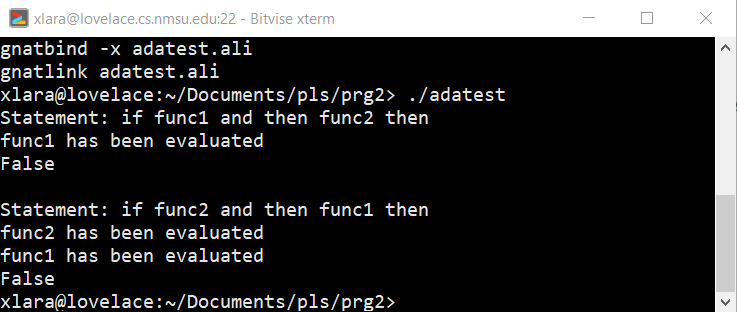 xlara@lovelace.cs.nmsu.edu:22 - Bitvise xterm
gnatbind -x adatest.ali
gnatlink adatest.ali
xlara@lovelace:~/Documents/pls/prg2> ./adatest
Statement: if func1 and then func2 then
func1 has been evaluated
False
Statement: if func2 and then func1 then
func2 has been evaluated
func1 has been evaluated
False
xlara@lovelace:~/Documents/pls/prg2>